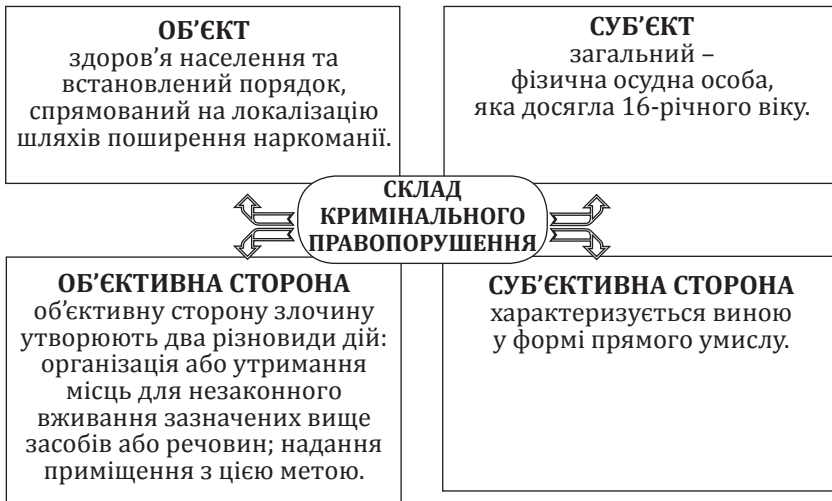 ОБ’ЄКТ
здоров’я населення та
встановлений порядок,
спрямований на локалізацію
шляхів поширення наркоманії.
СУБ’ЄКТ
загальний –
фізична осудна особа,
яка досягла 16-річного віку.
СКЛАД
КРИМІНАЛЬНОГО
ПРАВОПОРУШЕННЯ
ОБ’ЄКТИВНА СТОРОНА
об’єктивну сторону злочину
утворюють два різновиди дій:
організація або утримання
місць для незаконного
вживання зазначених вище
засобів або речовин; надання
приміщення з цією метою.
СУБ’ЄКТИВНА СТОРОНА
характеризується виною
у формі прямого умислу.